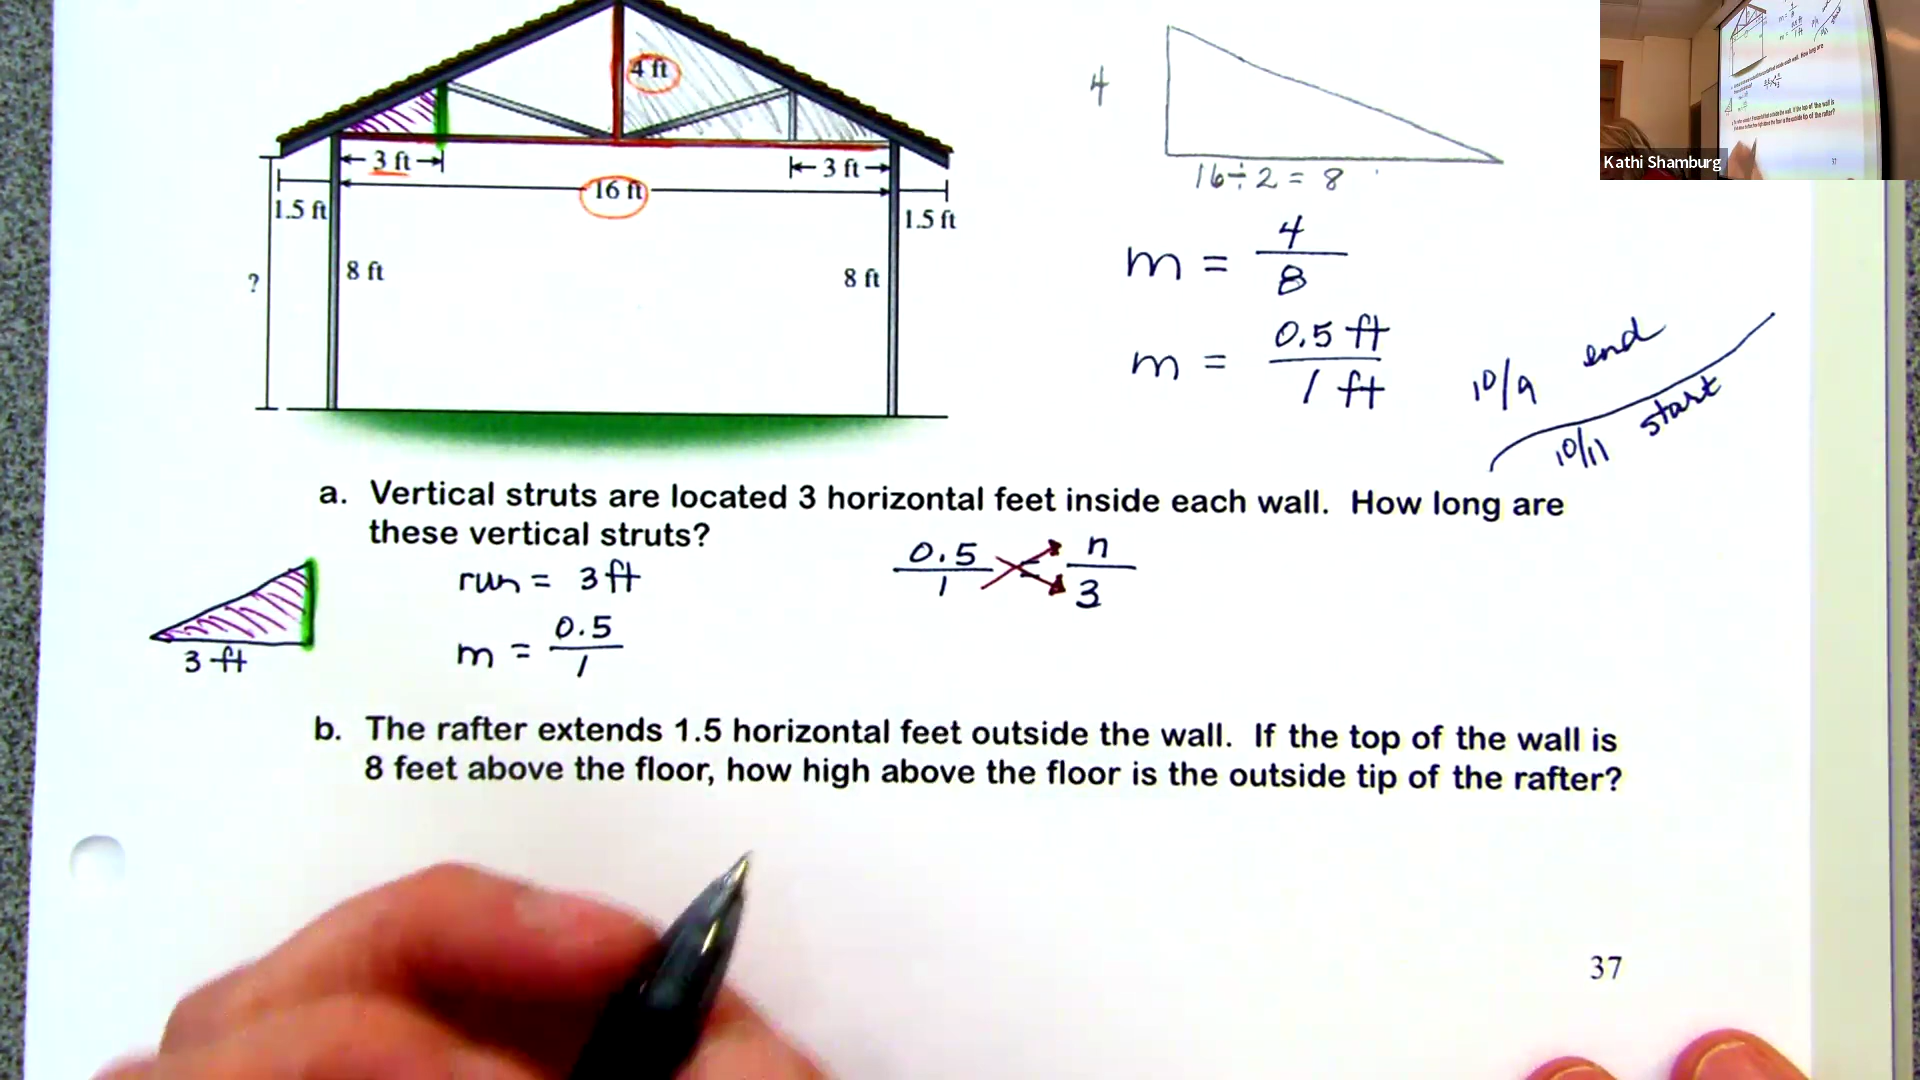 4 ft
3 ft
3 ft
16 ft
1.5 ft
1.5 ft
8 ft
8 ft
?
4
16 ÷ 2 = 8
m = 4/8
m = 0.5 ft / 1 ft
10/9 end
10/11 start
Kathi Shamburg
a. Vertical struts are located 3 horizontal feet inside each wall. How long are
these vertical struts?
run = 3 ft
m = 0.5/1
3 ft
0.5/1 = n/3
b. The rafter extends 1.5 horizontal feet outside the wall. If the top of the wall is
8 feet above the floor, how high above the floor is the outside tip of the rafter?
37